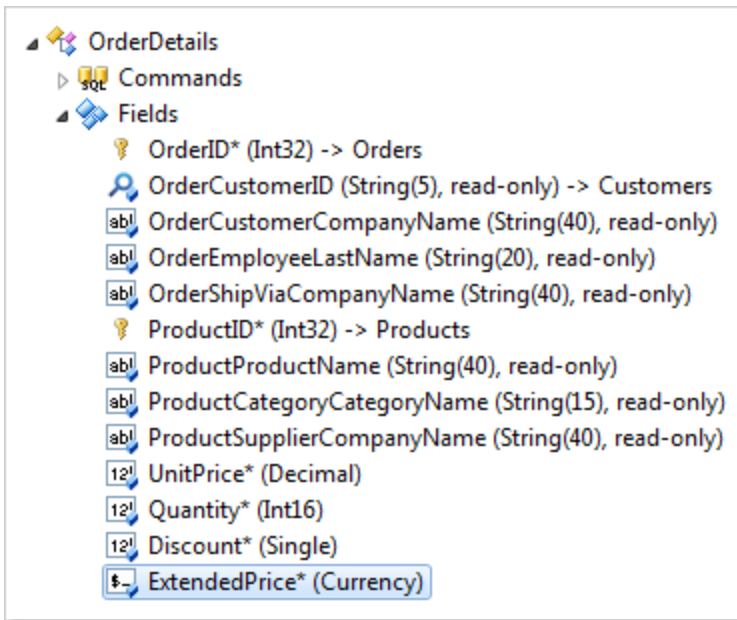 OrderDetails
Commands
Fields
OrderID* (Int32) -> Orders
OrderCustomerID (String(5), read-only) -> Customers
OrderCustomerCompanyName (String(40), read-only)
OrderEmployeeLastName (String(20), read-only)
OrderShipViaCompanyName (String(40), read-only)
ProductID* (Int32) -> Products
ProductProductName (String(40), read-only)
ProductCategoryCategoryName (String(15), read-only)
ProductSupplierCompanyName (String(40), read-only)
UnitPrice* (Decimal)
Quantity* (Int16)
Discount* (Single)
ExtendedPrice* (Currency)